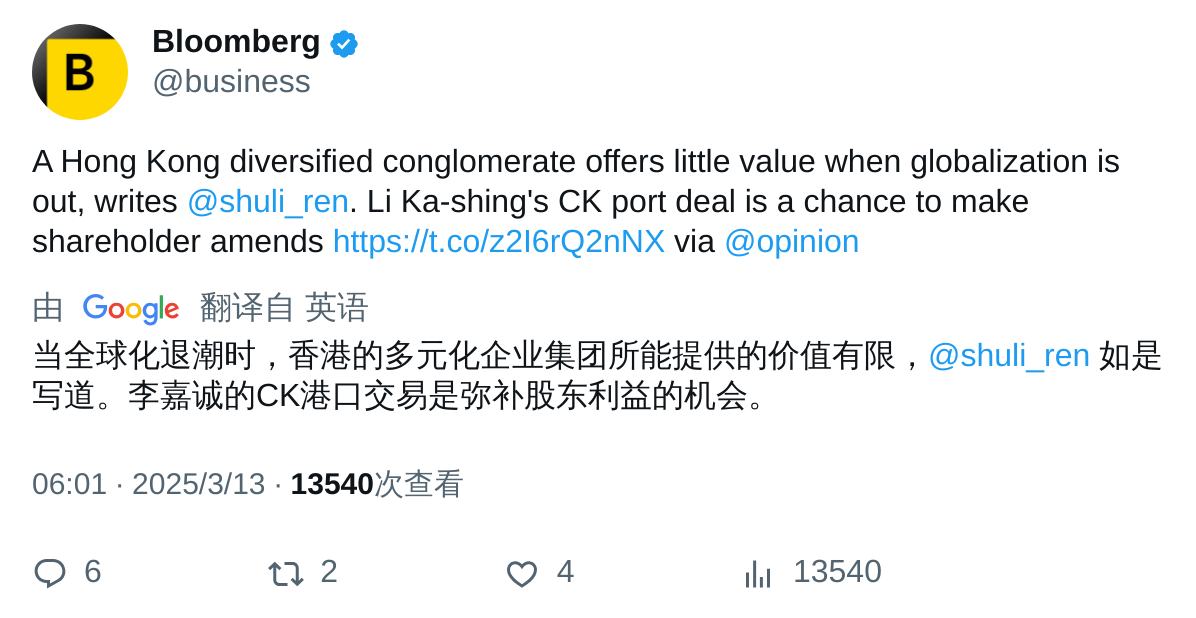 B
Bloomberg
@business
A Hong Kong diversified conglomerate offers little value when globalization is
out, writes @shuli_ren. Li Ka-shing's CK port deal is a chance to make
shareholder amends https://t.co/z2I6rQ2nNX via @opinion
由 Google 翻译自 英语
当全球化退潮时，香港的多元化企业集团所能提供的价值有限，@shuli_ren 如是
写道。李嘉诚的CK港口交易是弥补股东利益的机会。
06:01 · 2025/3/13 · 13540次查看
6 2 4 13540